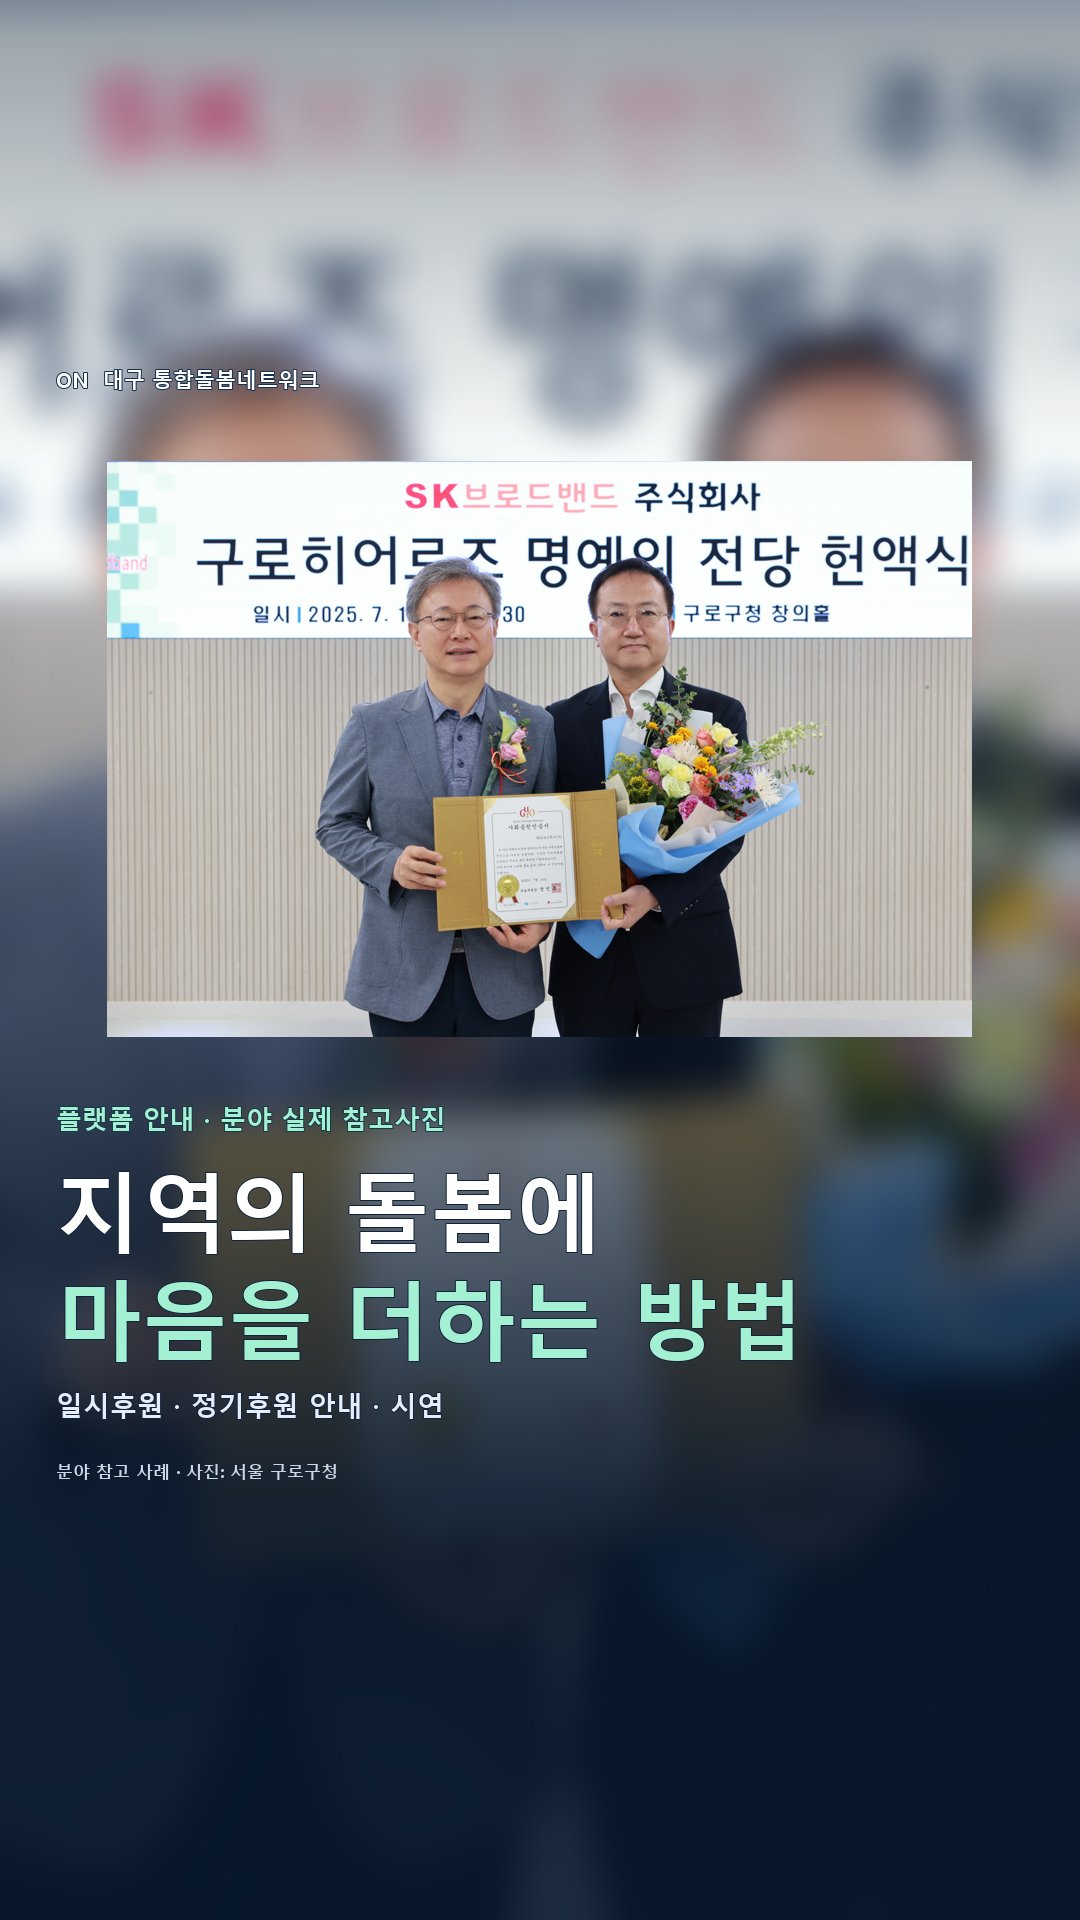 ON 대구 통합돌봄네트워크
SK브로드밴드 주식회사
구로히어로즈 명예의 전당 헌액식
일시 | 2025. 7. 1 30
구로구청 창의홀
band
플랫폼 안내 · 분야 실제 참고사진
지역의 돌봄에
마음을 더하는 방법
일시후원 · 정기후원 안내 · 시연
분야 참고 사례 · 사진: 서울 구로구청